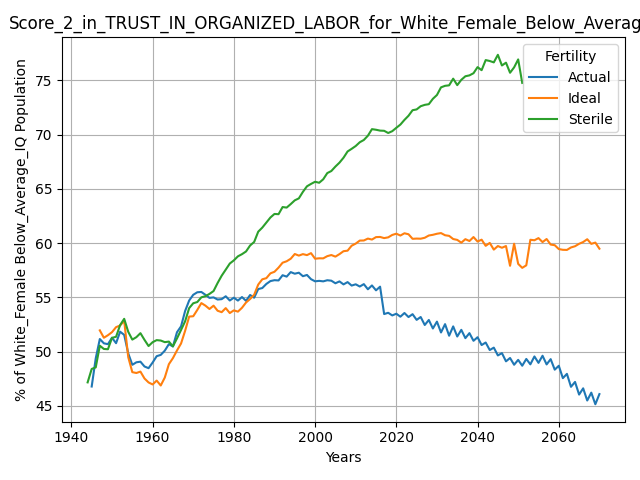 Score_2_in_TRUST_IN_ORGANIZED_LABOR_for_White_Female_Below_Averag
% of White_Female Below_Average_IQ Population
75
70
65
60
55
50
45
1940 1960 1980 2000 2020 2040 2060
Years
Fertility
Actual
Ideal
Sterile